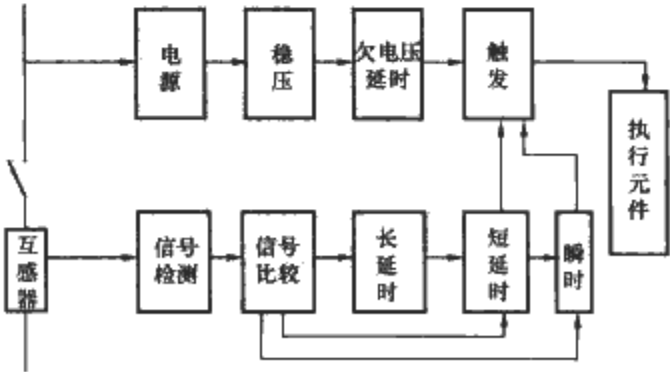 电源
稳压
欠电压
延时
触发
执行元件
互感器
信号
检测
信号
比较
长延时
短延时
瞬时